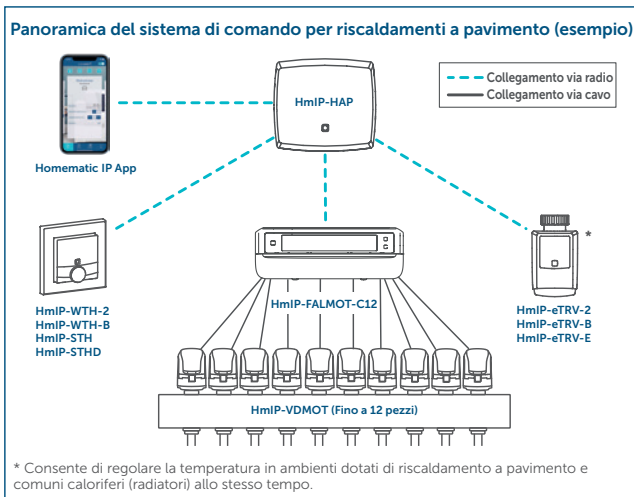 Panoramica del sistema di comando per riscaldamenti a pavimento (esempio)
HmIP-HAP
Collegamento via radio
Collegamento via cavo
Homematic IP App
HmIP-WTH-2
HmIP-WTH-B
HmIP-STH
HmIP-STHD
HmIP-FALMOT-C12
*
HmIP-eTRV-2
HmIP-eTRV-B
HmIP-eTRV-E
HmIP-VDMOT (Fino a 12 pezzi)
* Consente di regolare la temperatura in ambienti dotati di riscaldamento a pavimento e
comuni caloriferi (radiatori) allo stesso tempo.